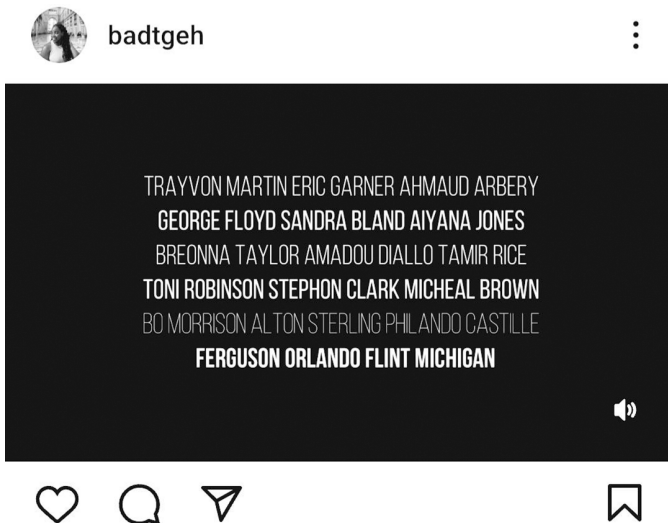 badtgeh
TRAYVON MARTIN ERIC GARNER AHMAUD ARBERY
GEORGE FLOYD SANDRA BLAND AIYANA JONES
BREONNA TAYLOR AMADOU DIALLO TAMIR RICE
TONI ROBINSON STEPHON CLARK MICHEAL BROWN
BO MORRISON ALTON STERLING PHILANDO CASTILLE
FERGUSON ORLANDO FLINT MICHIGAN